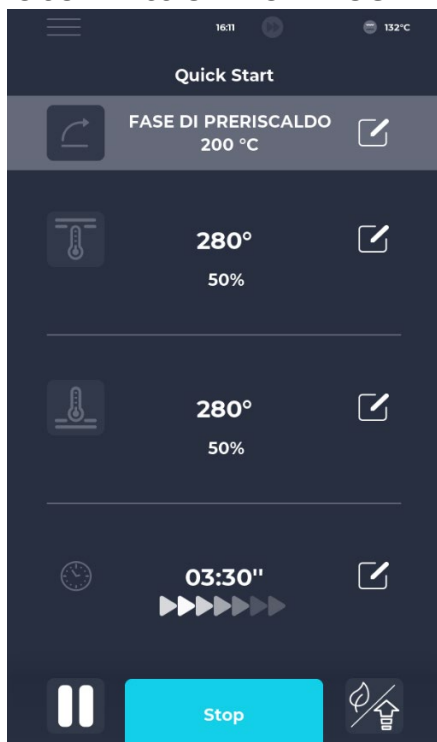 16:11
132°C
Quick Start
FASE DI PRERISCALDO
200 °C
280°
50%
280°
50%
03:30''
Stop